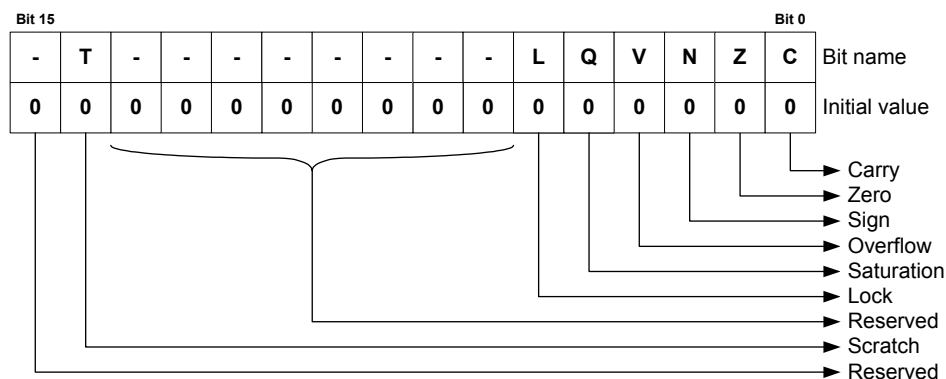 Bit 15 Bit 0
- T - - - - - - - - L Q V N Z C Bit name
0 0 0 0 0 0 0 0 0 0 0 0 0 0 0 0 Initial value
Carry
Zero
Sign
Overflow
Saturation
Lock
Reserved
Scratch
Reserved